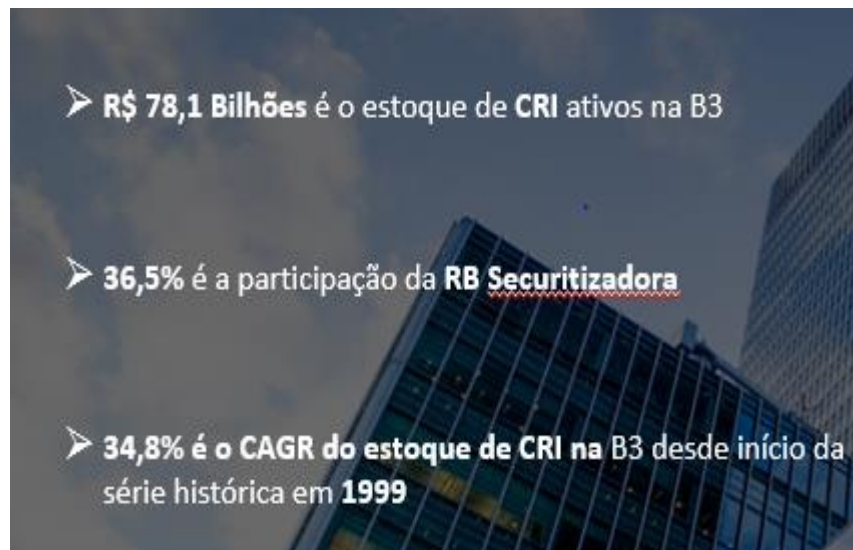 ➢ R$ 78,1 Bilhões é o estoque de CRI ativos na B3
➢ 36,5% é a participação da RB Securitizadora
➢ 34,8% é o CAGR do estoque de CRI na B3 desde início da
série histórica em 1999